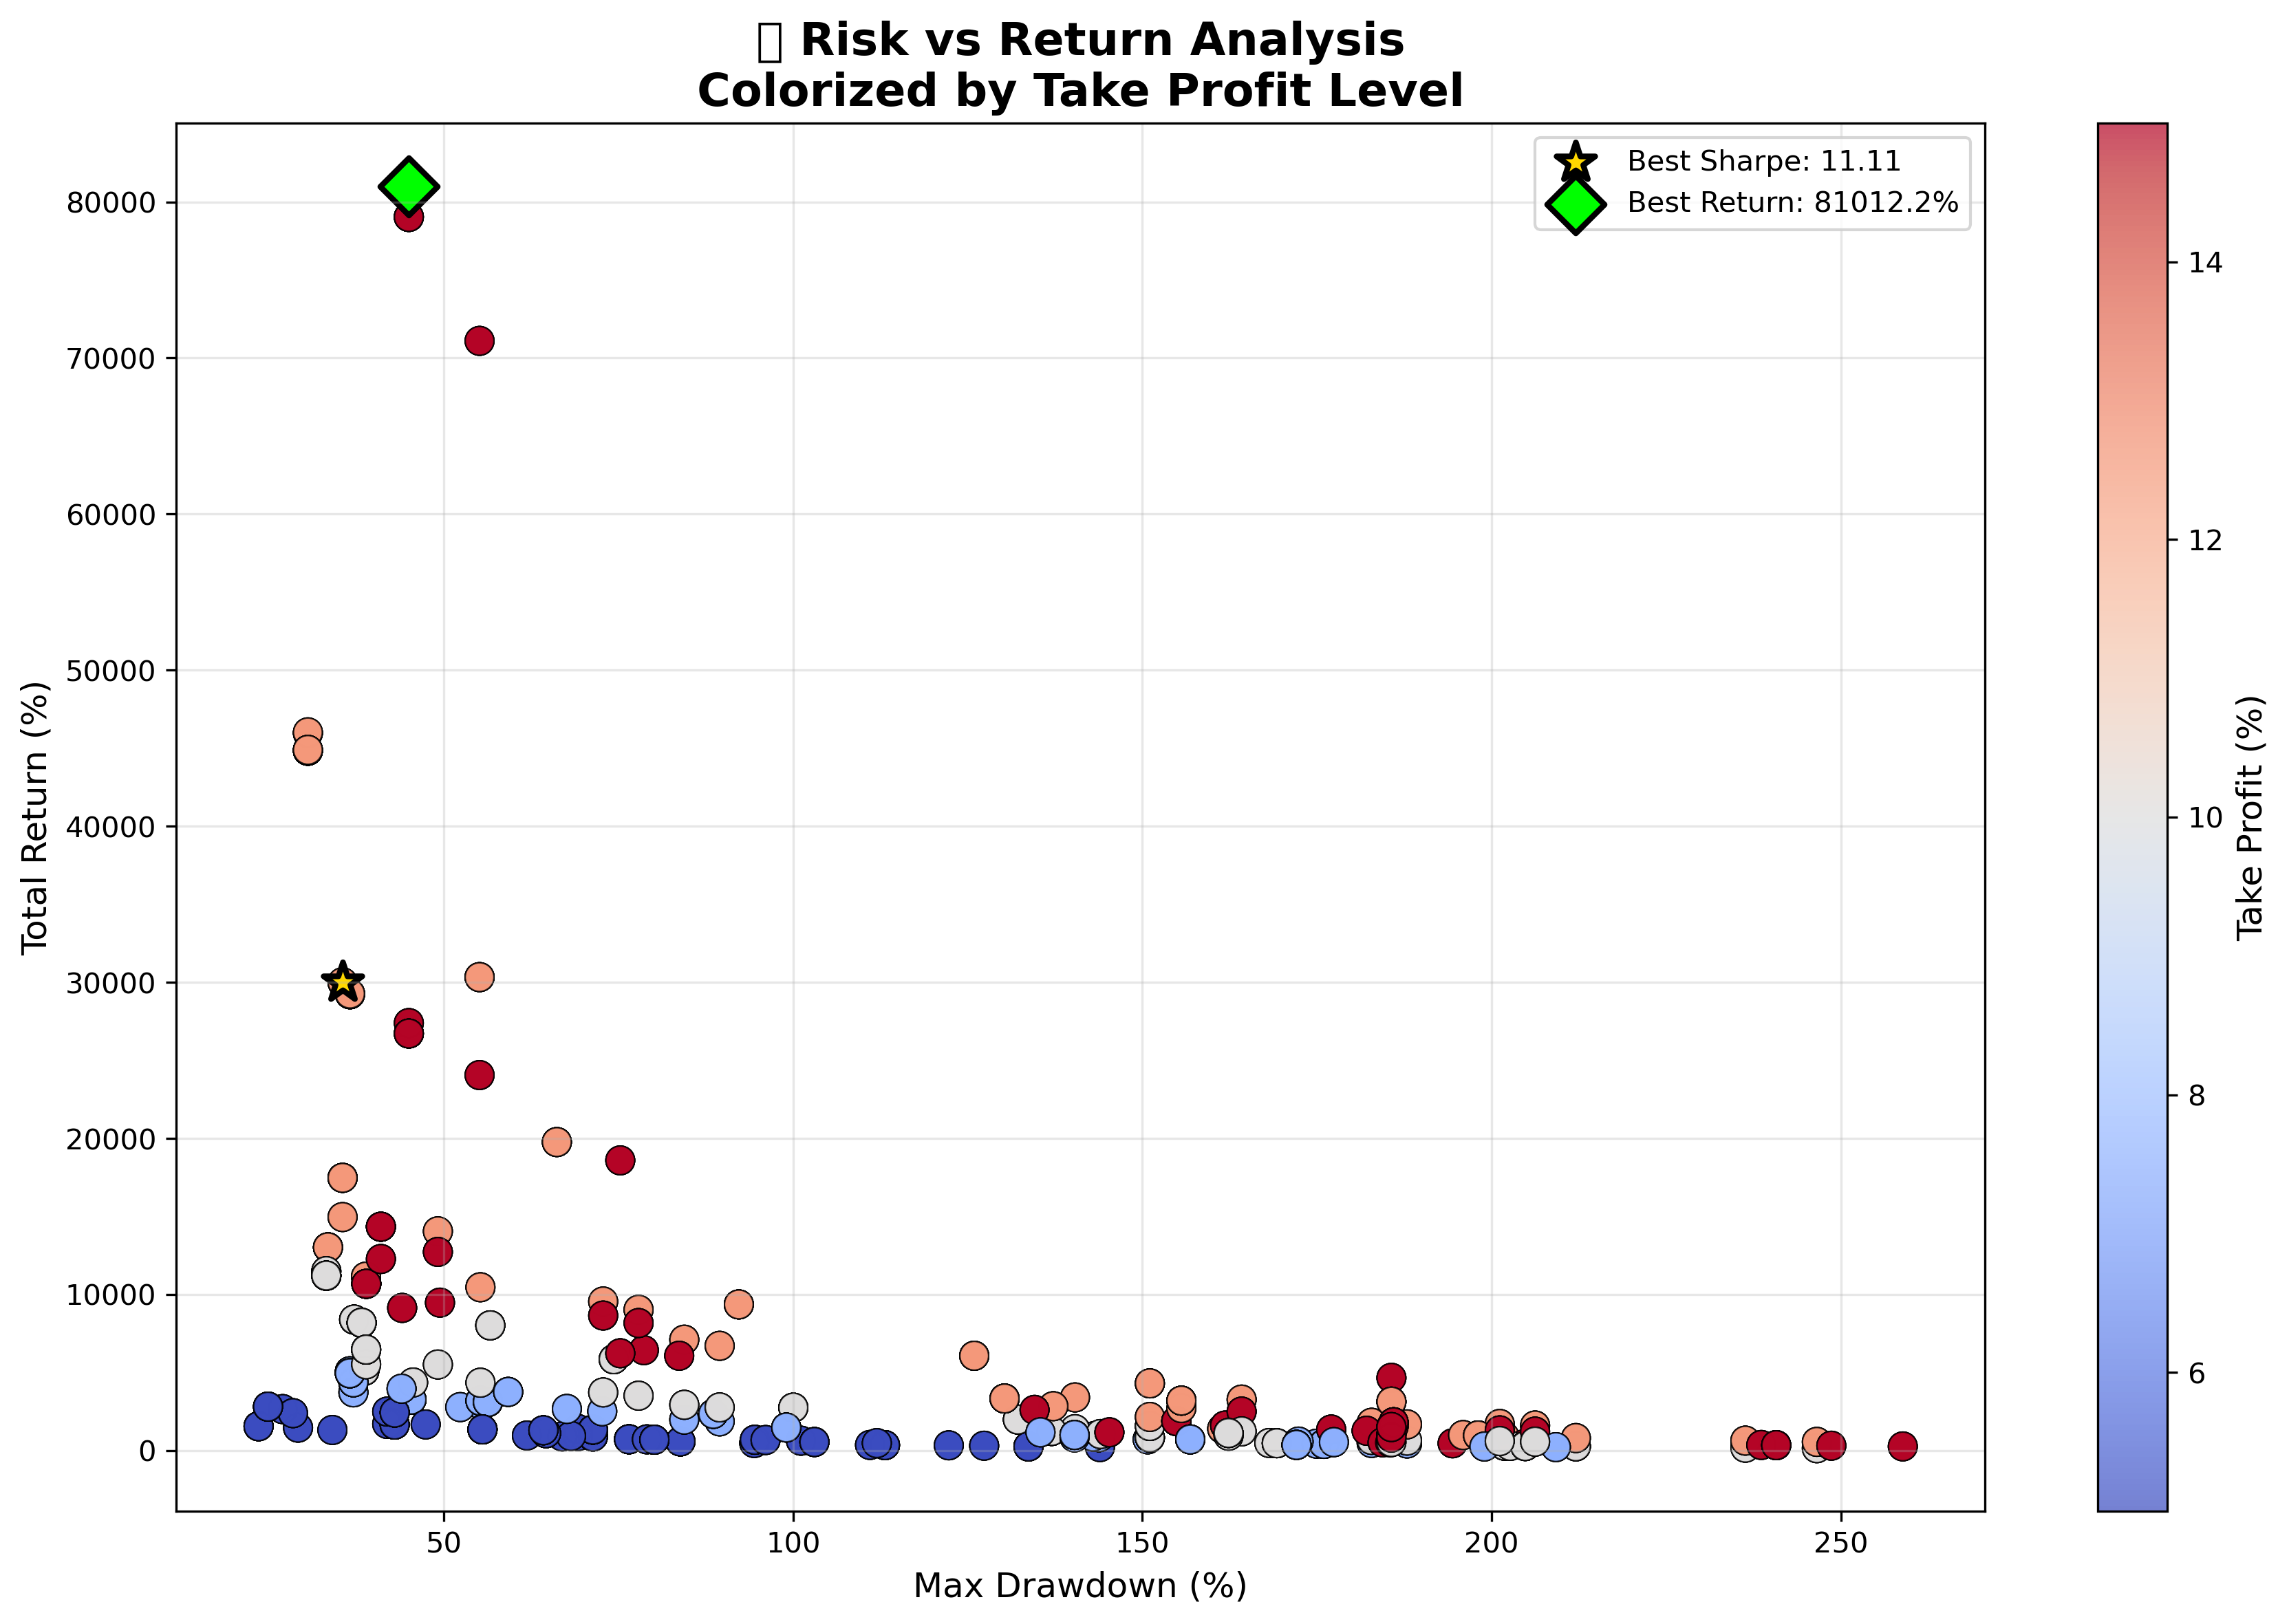 ▯ Risk vs Return Analysis
Colorized by Take Profit Level
Best Sharpe: 11.11
Best Return: 81012.2%
Total Return (%)
80000
70000
60000
50000
40000
30000
20000
10000
0
50 100 150 200 250
Max Drawdown (%)
14
12
10
8
6
Take Profit (%)